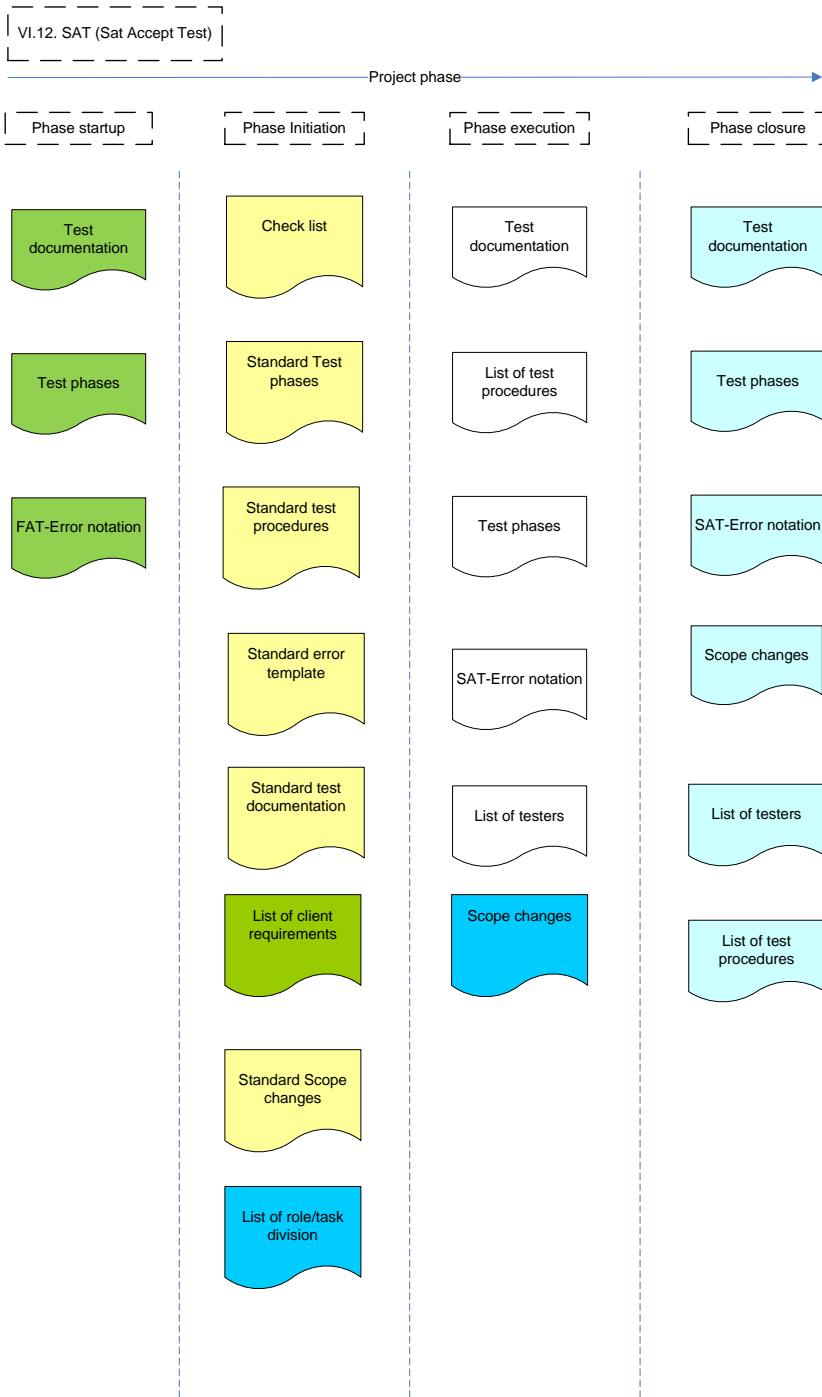 VI.12. SAT (Sat Accept Test)
Project phase
Phase startup
Phase Initiation
Phase execution
Phase closure
Test
documentation
Test phases
FAT-Error notation
Check list
Standard Test
phases
Standard test
procedures
Standard error
template
Standard test
documentation
List of client
requirements
Standard Scope
changes
List of role/task
division
Test
documentation
List of test
procedures
Test phases
SAT-Error notation
List of testers
Scope changes
Test
documentation
Test phases
SAT-Error notation
Scope changes
List of testers
List of test
procedures